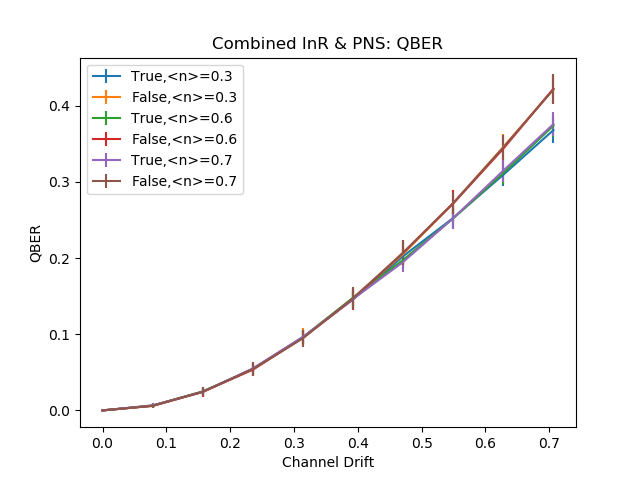 Combined InR & PNS: QBER
True,<n>=0.3
False,<n>=0.3
True,<n>=0.6
False,<n>=0.6
True,<n>=0.7
False,<n>=0.7
QBER
0.4
0.3
0.2
0.1
0.0
0.0 0.1 0.2 0.3 0.4 0.5 0.6 0.7
Channel Drift